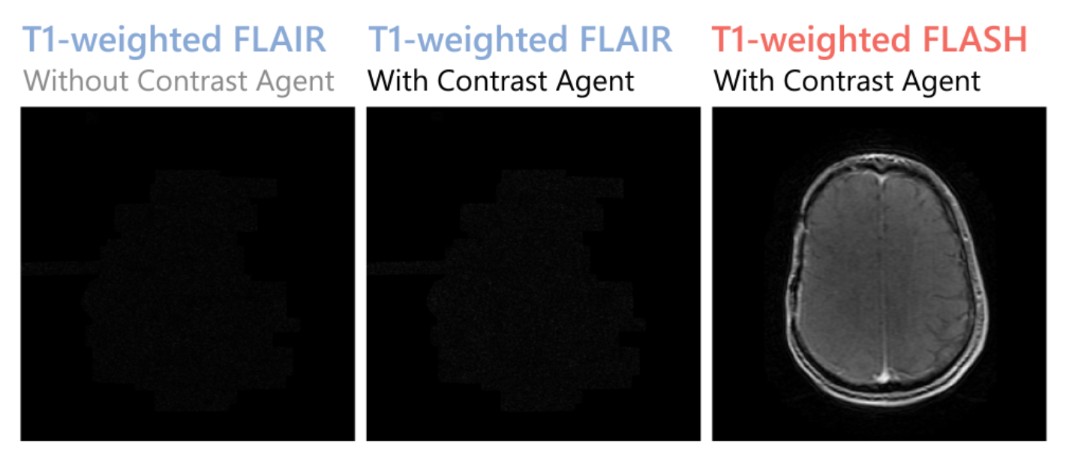 T1-weighted FLAIR
Without Contrast Agent
T1-weighted FLAIR
With Contrast Agent
T1-weighted FLASH
With Contrast Agent